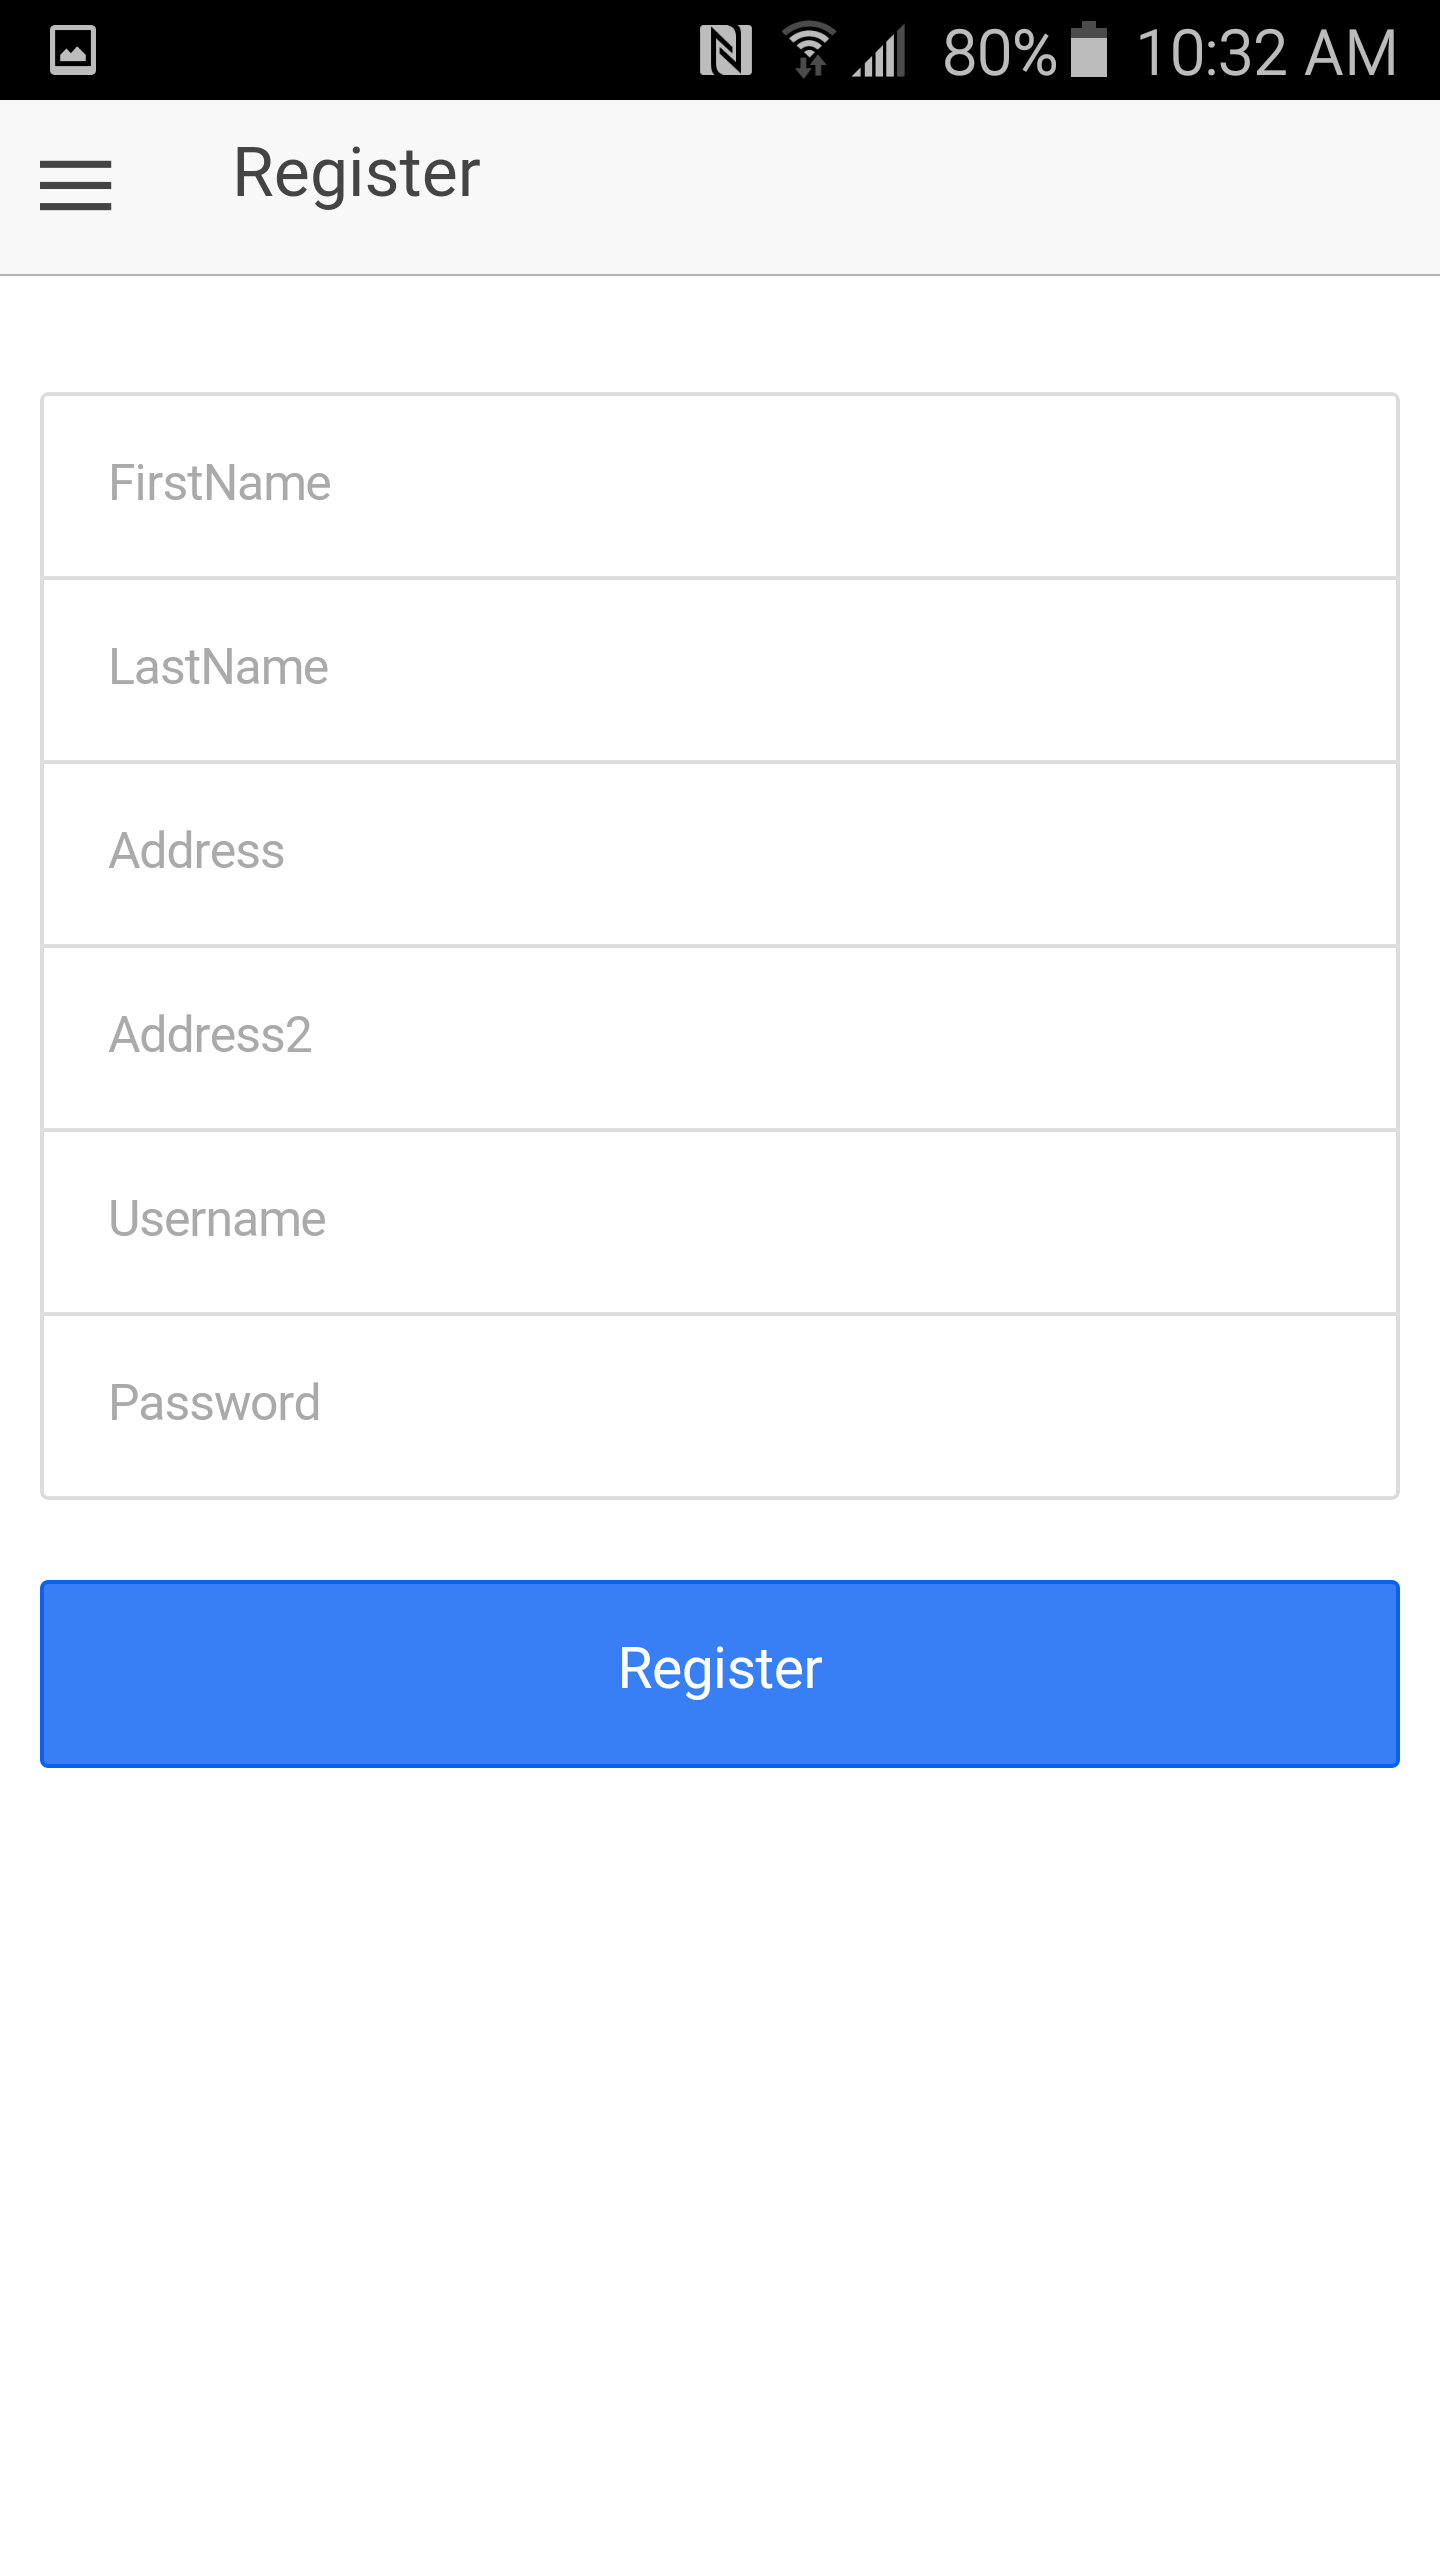 80% 10:32 AM
Register
FirstName
LastName
Address
Address2
Username
Password
Register